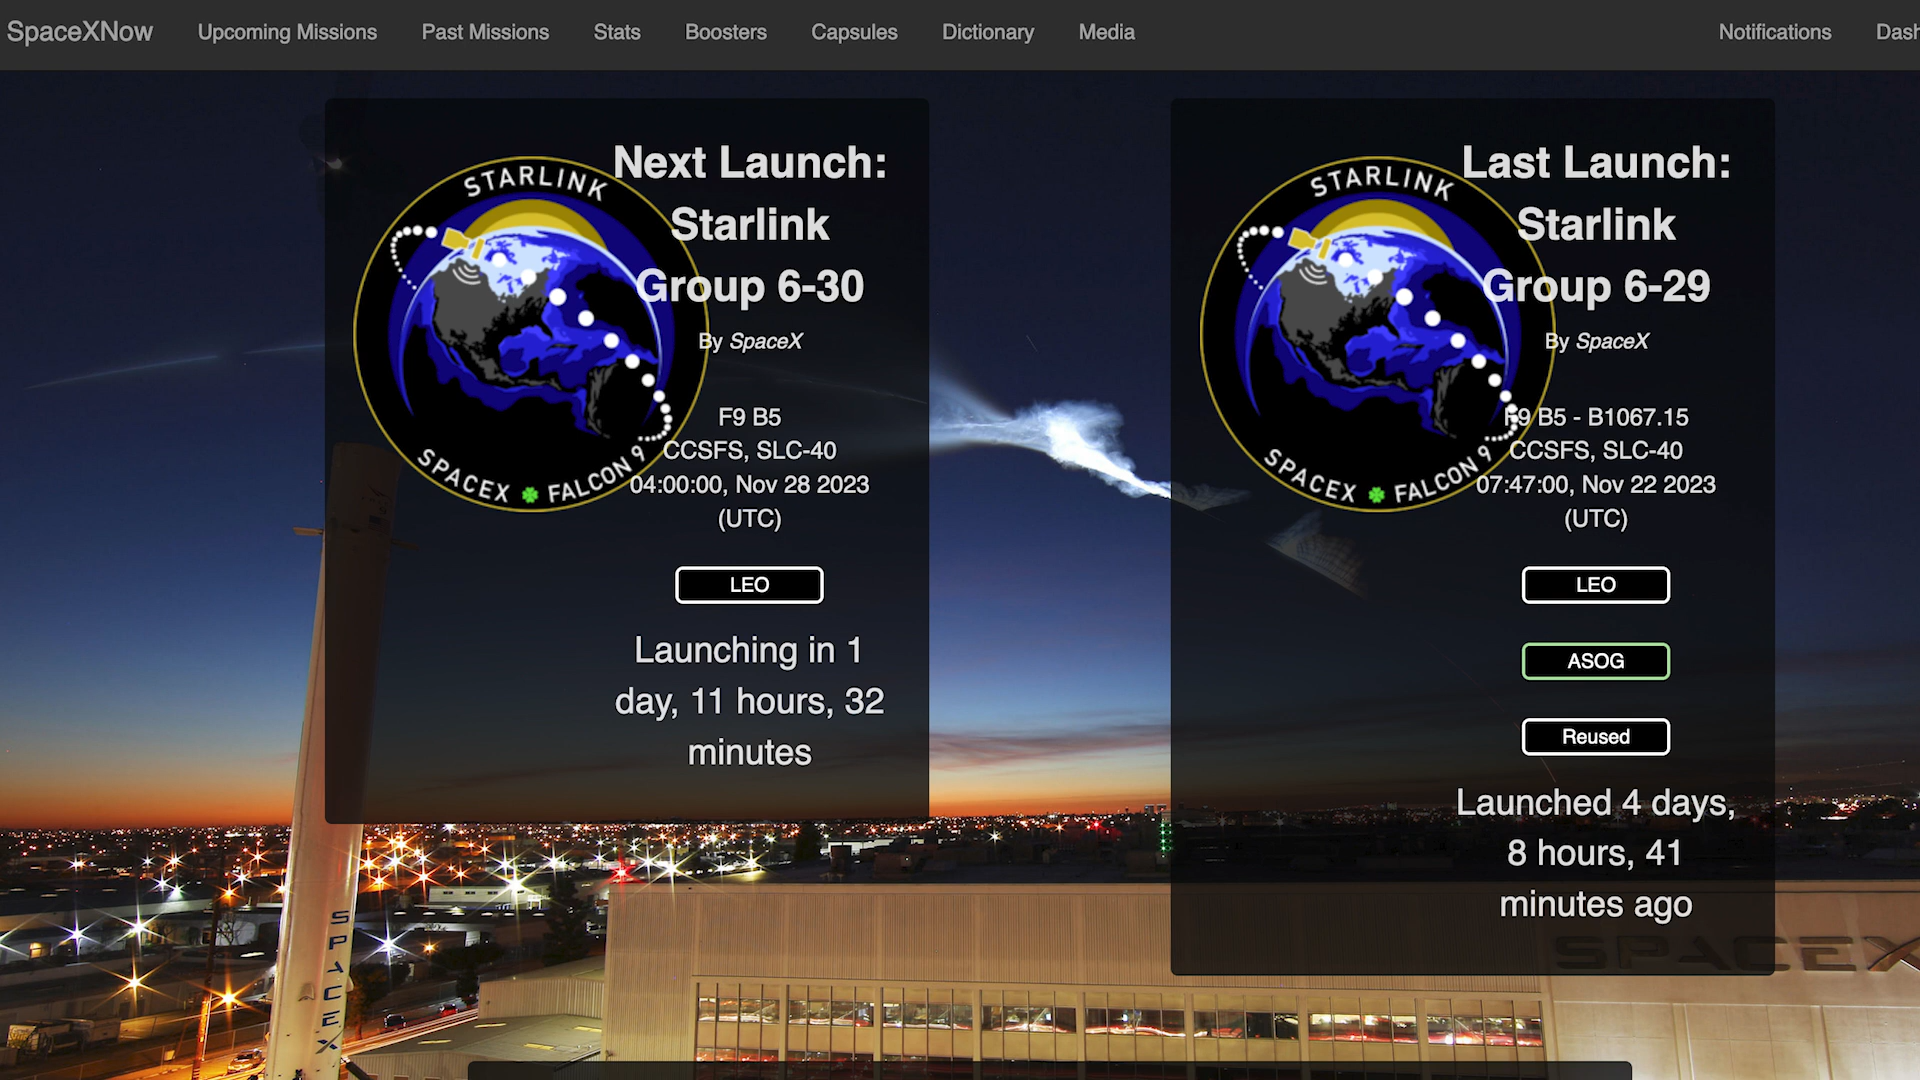 SpaceXNow Upcoming Missions Past Missions Stats Boosters Capsules Dictionary Media Notifications Dash
STARLINK
SPACEX FALCON 9
Next Launch:
Starlink
Group 6-30
By SpaceX
F9 B5
CCSFS, SLC-40
04:00:00, Nov 28 2023
(UTC)
LEO
Launching in 1
day, 11 hours, 32
minutes
STARLINK
SPACEX FALCON 9
Last Launch:
Starlink
Group 6-29
By SpaceX
F9 B5 - B1067.15
CCSFS, SLC-40
07:47:00, Nov 22 2023
(UTC)
LEO
ASOG
Reused
Launched 4 days,
8 hours, 41
minutes ago
SPACEX
SPACEX